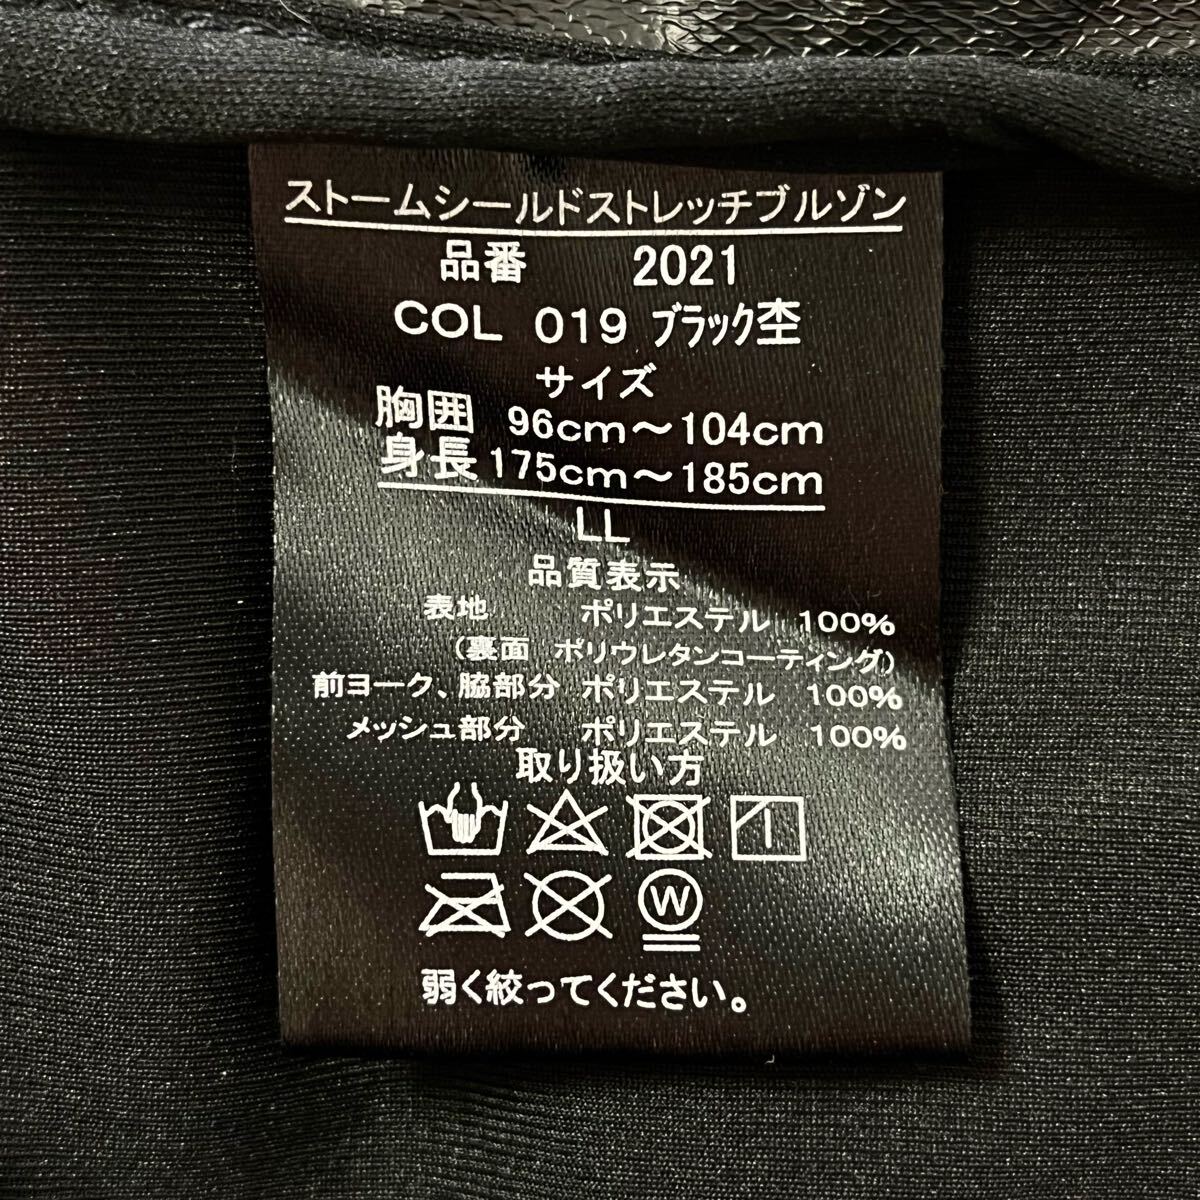 ストームシールドストレッチブルゾン
品番 2021
COL 019 ブラック杢
サイズ
胸囲 96cm～104cm
身長 175cm～185cm
LL
品質表示
表地 ポリエステル 100%
(裏面 ポリウレタンコーティング)
前ヨーク、脇部分 ポリエステル 100%
メッシュ部分 ポリエステル 100%
取り扱い方
W
弱く絞ってください。